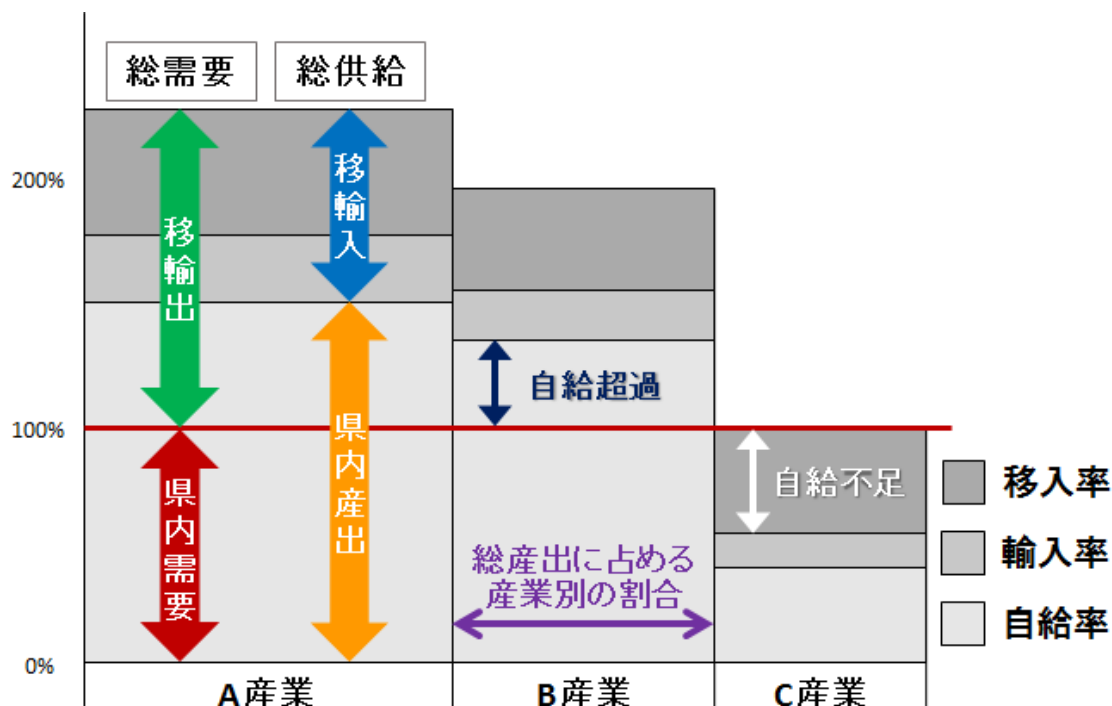 総需要
総供給
200%
移輸出
移輸入
自給超過
100%
県内需要
県内産出
自給不足
総産出に占める
産業別の割合
移入率
輸入率
自給率
0%
A産業
B産業
C産業